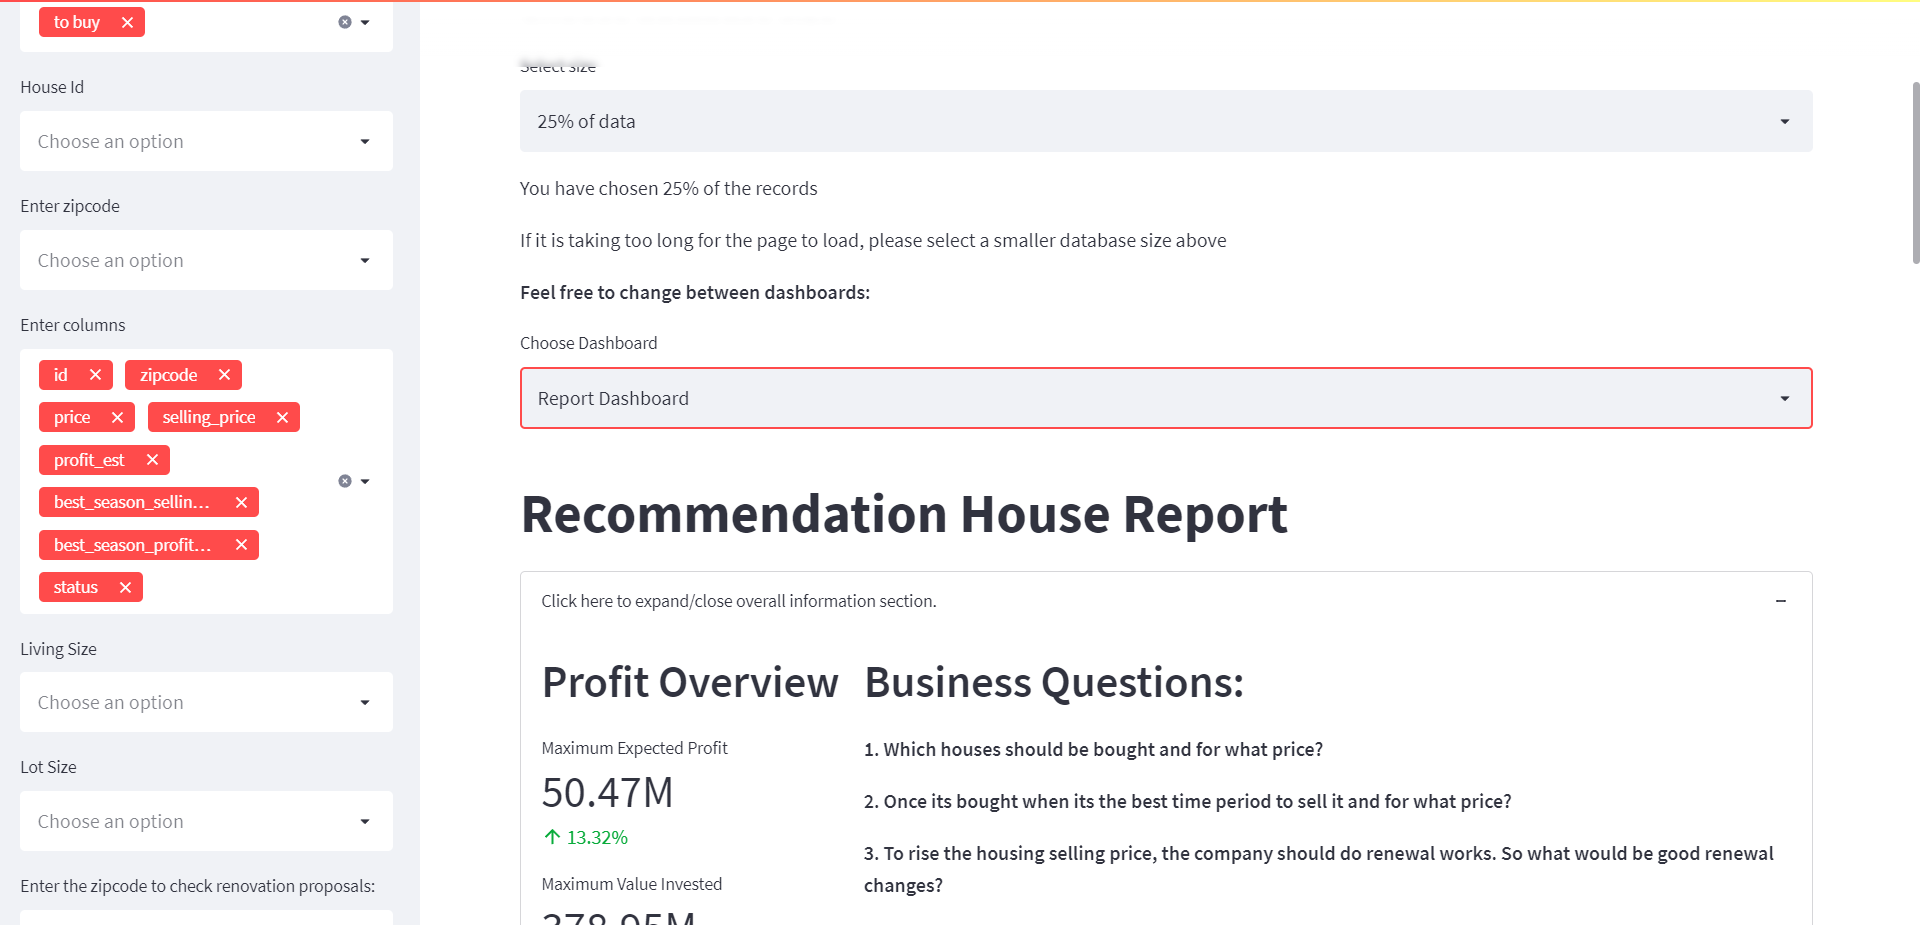 to buy
House Id
Choose an option
Enter zipcode
Choose an option
Enter columns
id
zipcode
price
selling_price
profit_est
best_season_sellin...
best_season_profit...
status
Living Size
Choose an option
Lot Size
Choose an option
Enter the zipcode to check renovation proposals:
Select size
25% of data
You have chosen 25% of the records
If it is taking too long for the page to load, please select a smaller database size above
Feel free to change between dashboards:
Choose Dashboard
Report Dashboard
Recommendation House Report
Click here to expand/close overall information section.
Profit Overview
Maximum Expected Profit
50.47M
↑ 13.32%
Maximum Value Invested
378.95M
Business Questions:
1. Which houses should be bought and for what price?
2. Once its bought when its the best time period to sell it and for what price?
3. To rise the housing selling price, the company should do renewal works. So what would be good renewal
changes?